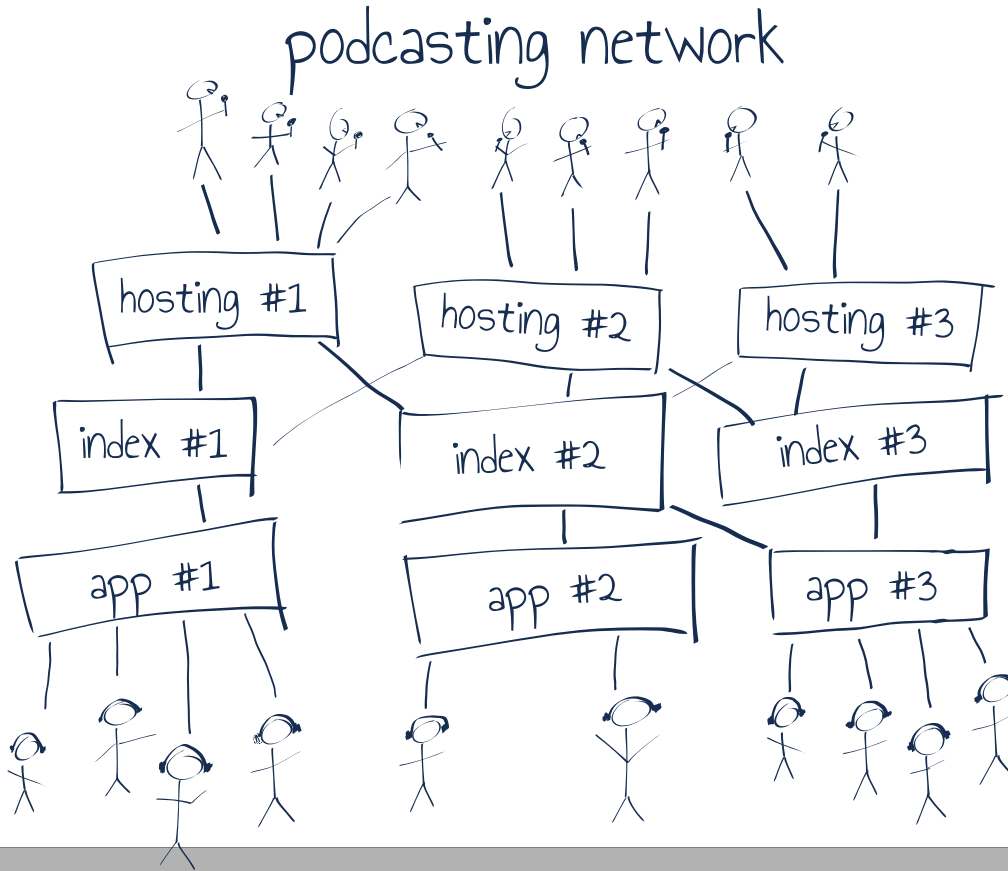 podcasting network
hosting #1
hosting #2
hosting #3
index #1
index #2
index #3
app #1
app #2
app #3